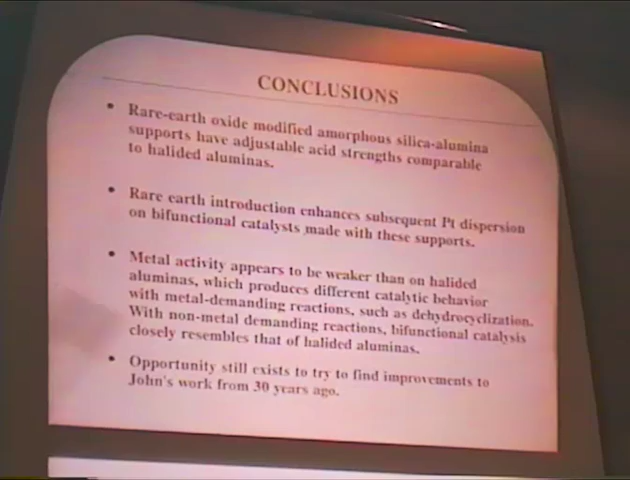 CONCLUSIONS
• Rare-earth oxide modified amorphous silica-alumina
supports have adjustable acid strengths comparable
to halided aluminas.
• Rare earth introduction enhances subsequent Pt dispersion
on bifunctional catalysts made with these supports.
• Metal activity appears to be weaker than on halided
aluminas, which produces different catalytic behavior
with metal-demanding reactions, such as dehydrocyclization.
With non-metal demanding reactions, bifunctional catalysis
closely resembles that of halided aluminas.
• Opportunity still exists to try to find improvements to
John's work from 30 years ago.